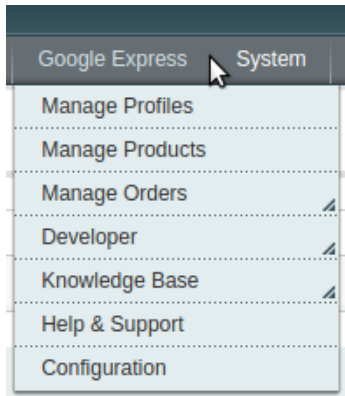 Google Express System
Manage Profiles
Manage Products
Manage Orders
Developer
Knowledge Base
Help & Support
Configuration